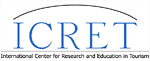 ICRET
International Center for Research and Education in Tourism